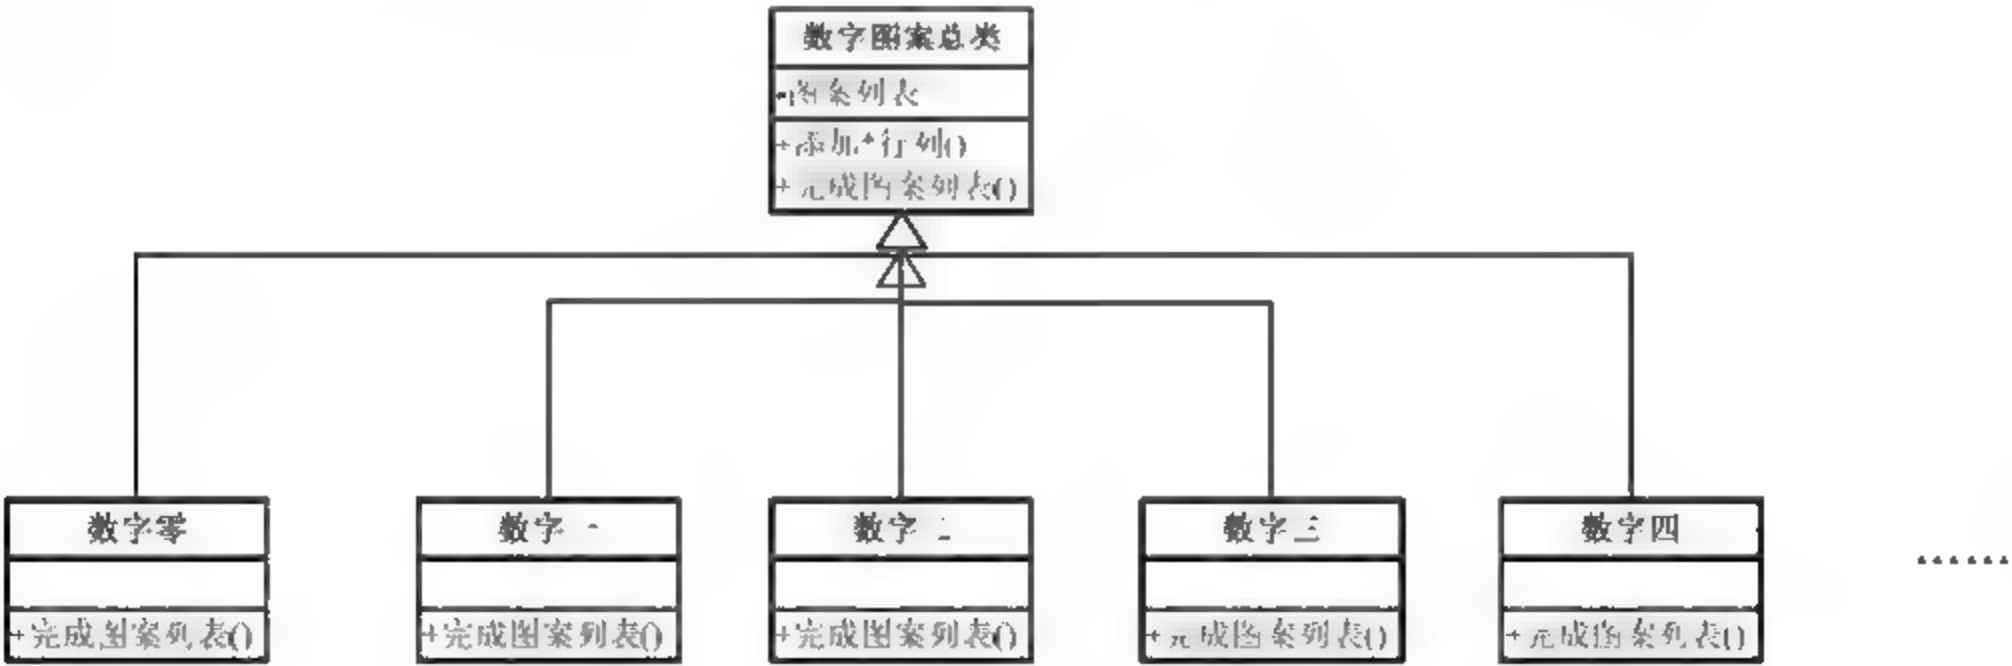 数字图案总类
-图案列表
+添加*行列()
+完成图案列表()
数字零
+完成图案列表()
数字一
+完成图案列表()
数字二
+完成图案列表()
数字三
+完成图案列表()
数字四
+完成图案列表()
......